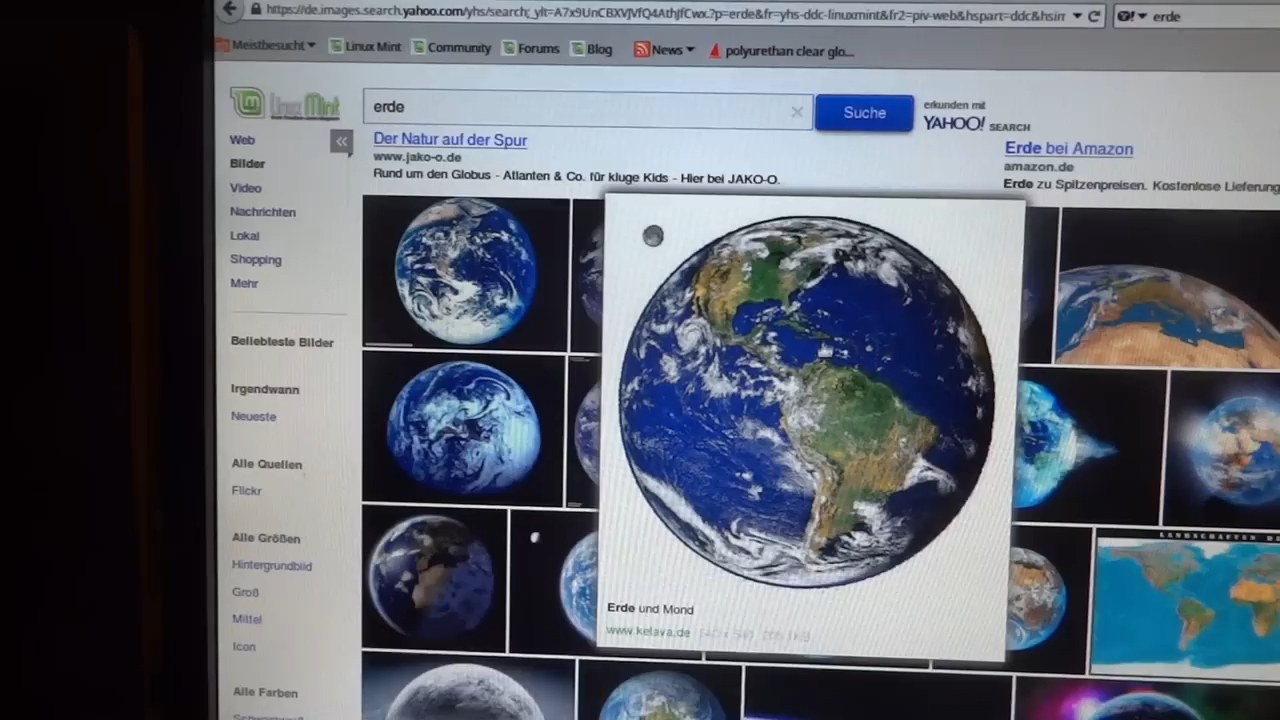 https://de.images.search.yahoo.com/yhs/search;_ylt=A7x9UnCBXVJVfQ4AthJfCwx.?p=erde&fr=yhs-ddc-linuxmint&fr2=piv-web&hspart=ddc&hsim
erde
Meistbesucht
Linux Mint
Community
Forums
Blog
News
polyurethan clear glo...
Linux Mint
erde
Suche
erkunden mit
YAHOO! SEARCH
Web
Bilder
Video
Nachrichten
Lokal
Shopping
Mehr
Der Natur auf der Spur
www.jako-o.de
Rund um den Globus - Atlanten & Co. für kluge Kids - Hier bei JAKO-O.
Erde bei Amazon
amazon.de
Erde zu Spitzenpreisen. Kostenlose Lieferung
Beliebteste Bilder
Irgendwann
Neueste
Alle Quellen
Flickr
Alle Größen
Hintergrundbild
Groß
Mittel
Icon
Alle Farben
LANDSCHAFTEN
Erde und Mond
www.kelava.de